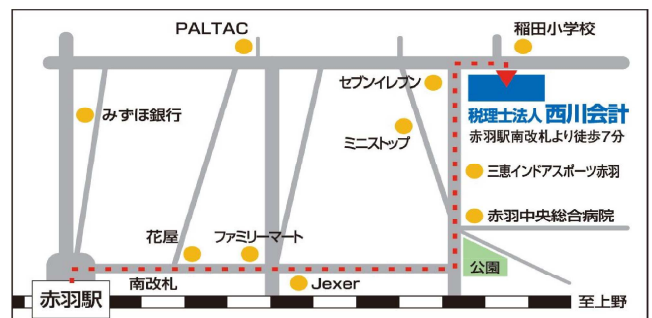 PALTAC
稲田小学校
セブンイレブン
みずほ銀行
税理士法人 西川会計
赤羽駅南改札より徒歩7分
ミニストップ
三恵インドアスポーツ赤羽
赤羽中央総合病院
花屋
ファミリーマート
公園
南改札
Jexer
赤羽駅
至上野